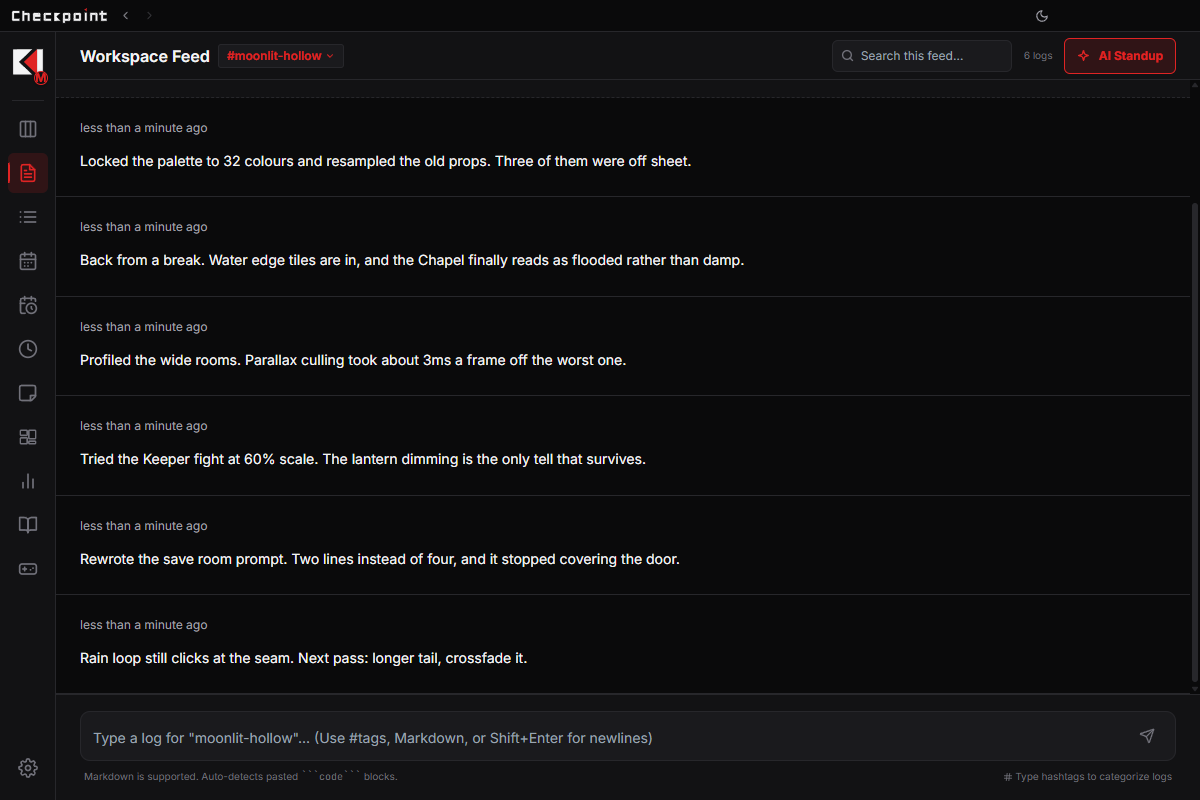 Checkpoint
M
Workspace Feed
#moonlit-hollow
Search this feed...
6 logs
AI Standup
less than a minute ago
Locked the palette to 32 colours and resampled the old props. Three of them were off sheet.
less than a minute ago
Back from a break. Water edge tiles are in, and the Chapel finally reads as flooded rather than damp.
less than a minute ago
Profiled the wide rooms. Parallax culling took about 3ms a frame off the worst one.
less than a minute ago
Tried the Keeper fight at 60% scale. The lantern dimming is the only tell that survives.
less than a minute ago
Rewrote the save room prompt. Two lines instead of four, and it stopped covering the door.
less than a minute ago
Rain loop still clicks at the seam. Next pass: longer tail, crossfade it.
Type a log for "moonlit-hollow"... (Use #tags, Markdown, or Shift+Enter for newlines)
Markdown is supported. Auto-detects pasted ```code``` blocks.
# Type hashtags to categorize logs